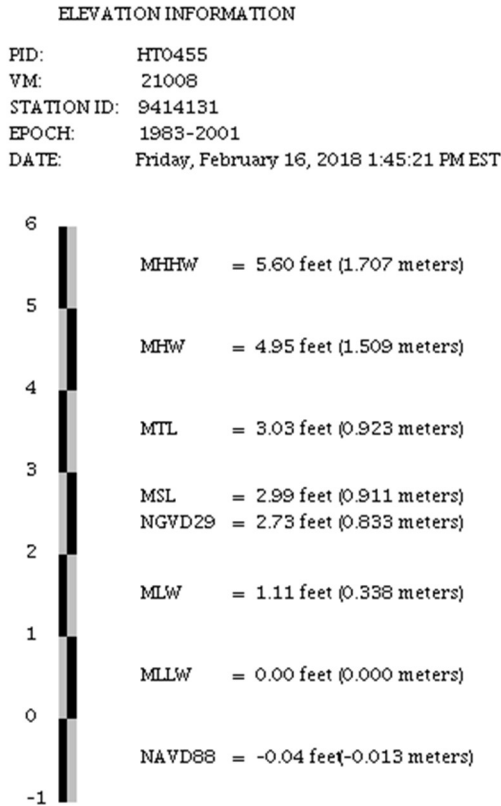 ELEVATION INFORMATION
PID: HT0455
VM: 21008
STATION ID: 9414131
EPOCH: 1983-2001
DATE: Friday, February 16, 2018 1:45:21 PM EST
6
MHHW = 5.60 feet (1.707 meters)
5
MHW = 4.95 feet (1.509 meters)
4
MTL = 3.03 feet (0.923 meters)
3
MSL = 2.99 feet (0.911 meters)
NGVD29 = 2.73 feet (0.833 meters)
2
MLW = 1.11 feet (0.338 meters)
1
MLLW = 0.00 feet (0.000 meters)
0
NAVD88 = -0.04 feet(-0.013 meters)
-1